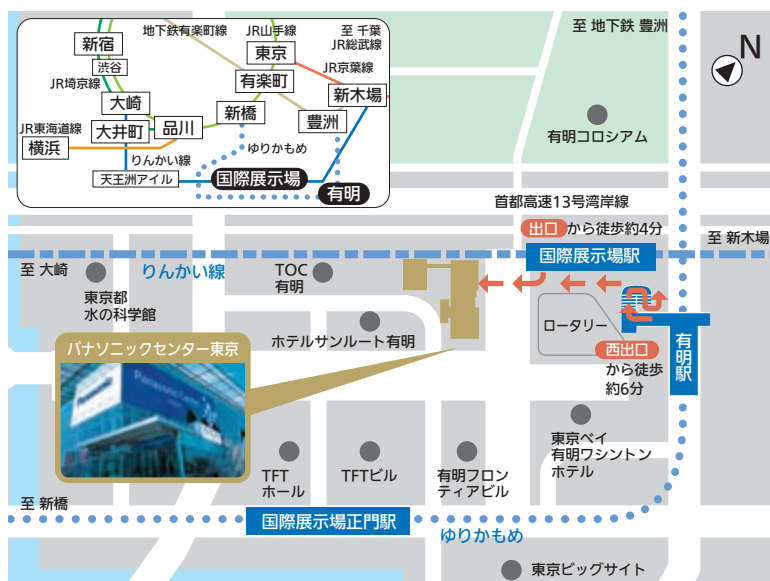 新宿
渋谷
JR埼京線
大崎
大井町
品川
JR東海道線
横浜
りんかい線
天王洲アイル
地下鉄有楽町線
JR山手線
東京
有楽町
新橋
至 千葉
JR総武線
JR京葉線
新木場
豊洲
ゆりかもめ
国際展示場
有明
至 地下鉄 豊洲
N
有明コロシアム
首都高速13号湾岸線
出口から徒歩約4分
国際展示場駅
至 新木場
至 大崎
りんかい線
東京都
水の科学館
TOC
有明
ホテルサンルート有明
ロータリー
西出口
から徒歩
約6分
有明駅
パナソニックセンター東京
Panasonic
Panasonic Center
東京ベイ
有明ワシントン
ホテル
TFT
ホール
TFTビル
有明フロン
ティアビル
至 新橋
国際展示場正門駅
ゆりかもめ
東京ビッグサイト